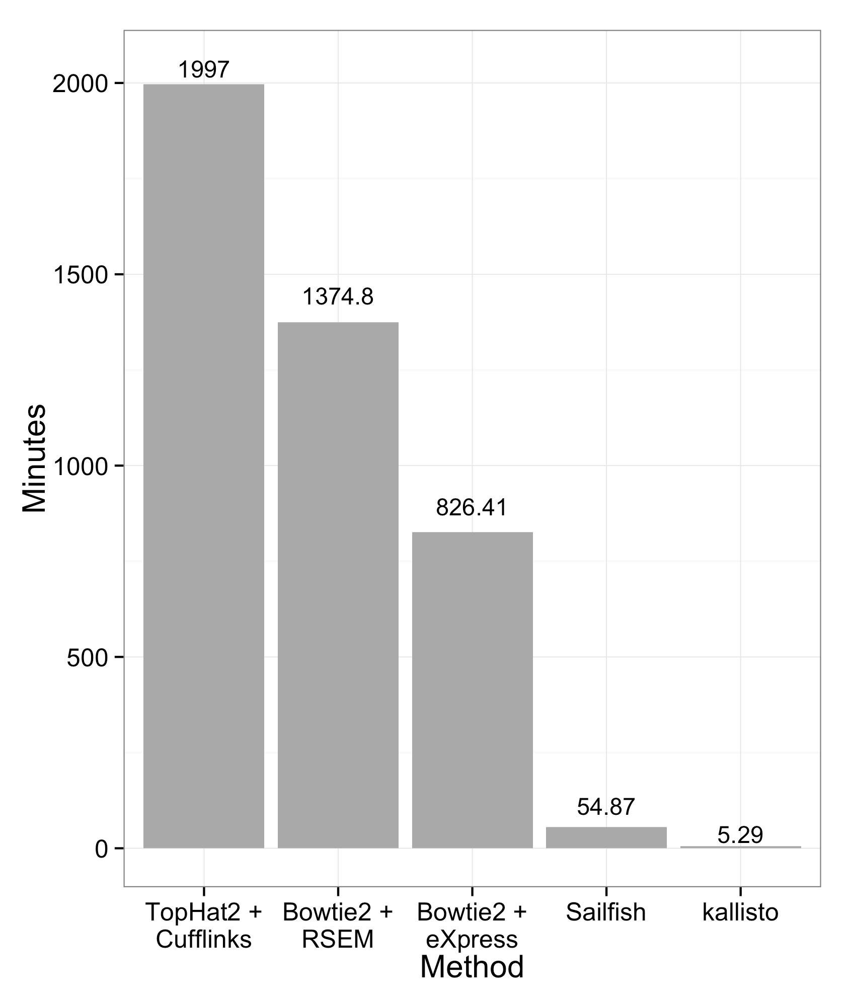 1997
2000
1500
1374.8
Minutes
1000
826.41
500
54.87
5.29
0
TopHat2 + Bowtie2 + Bowtie2 + Sailfish kallisto
Cufflinks RSEM eXpress
Method